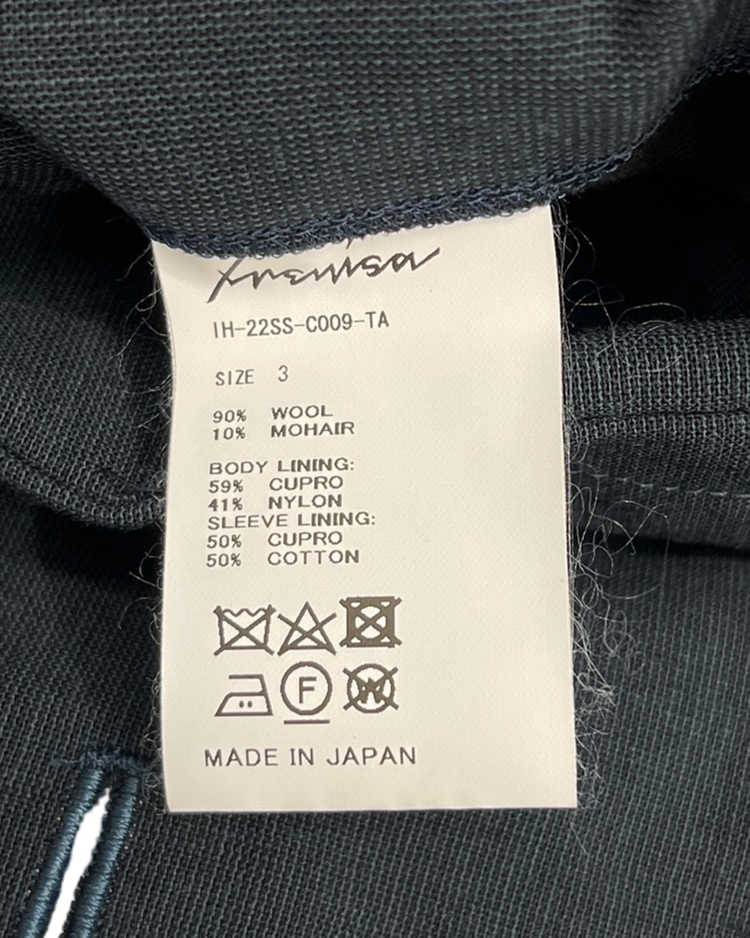 IH-22SS-C009-TA
SIZE 3
90% WOOL
10% MOHAIR
BODY LINING:
59% CUPRO
41% NYLON
SLEEVE LINING:
50% CUPRO
50% COTTON
F
W
MADE IN JAPAN